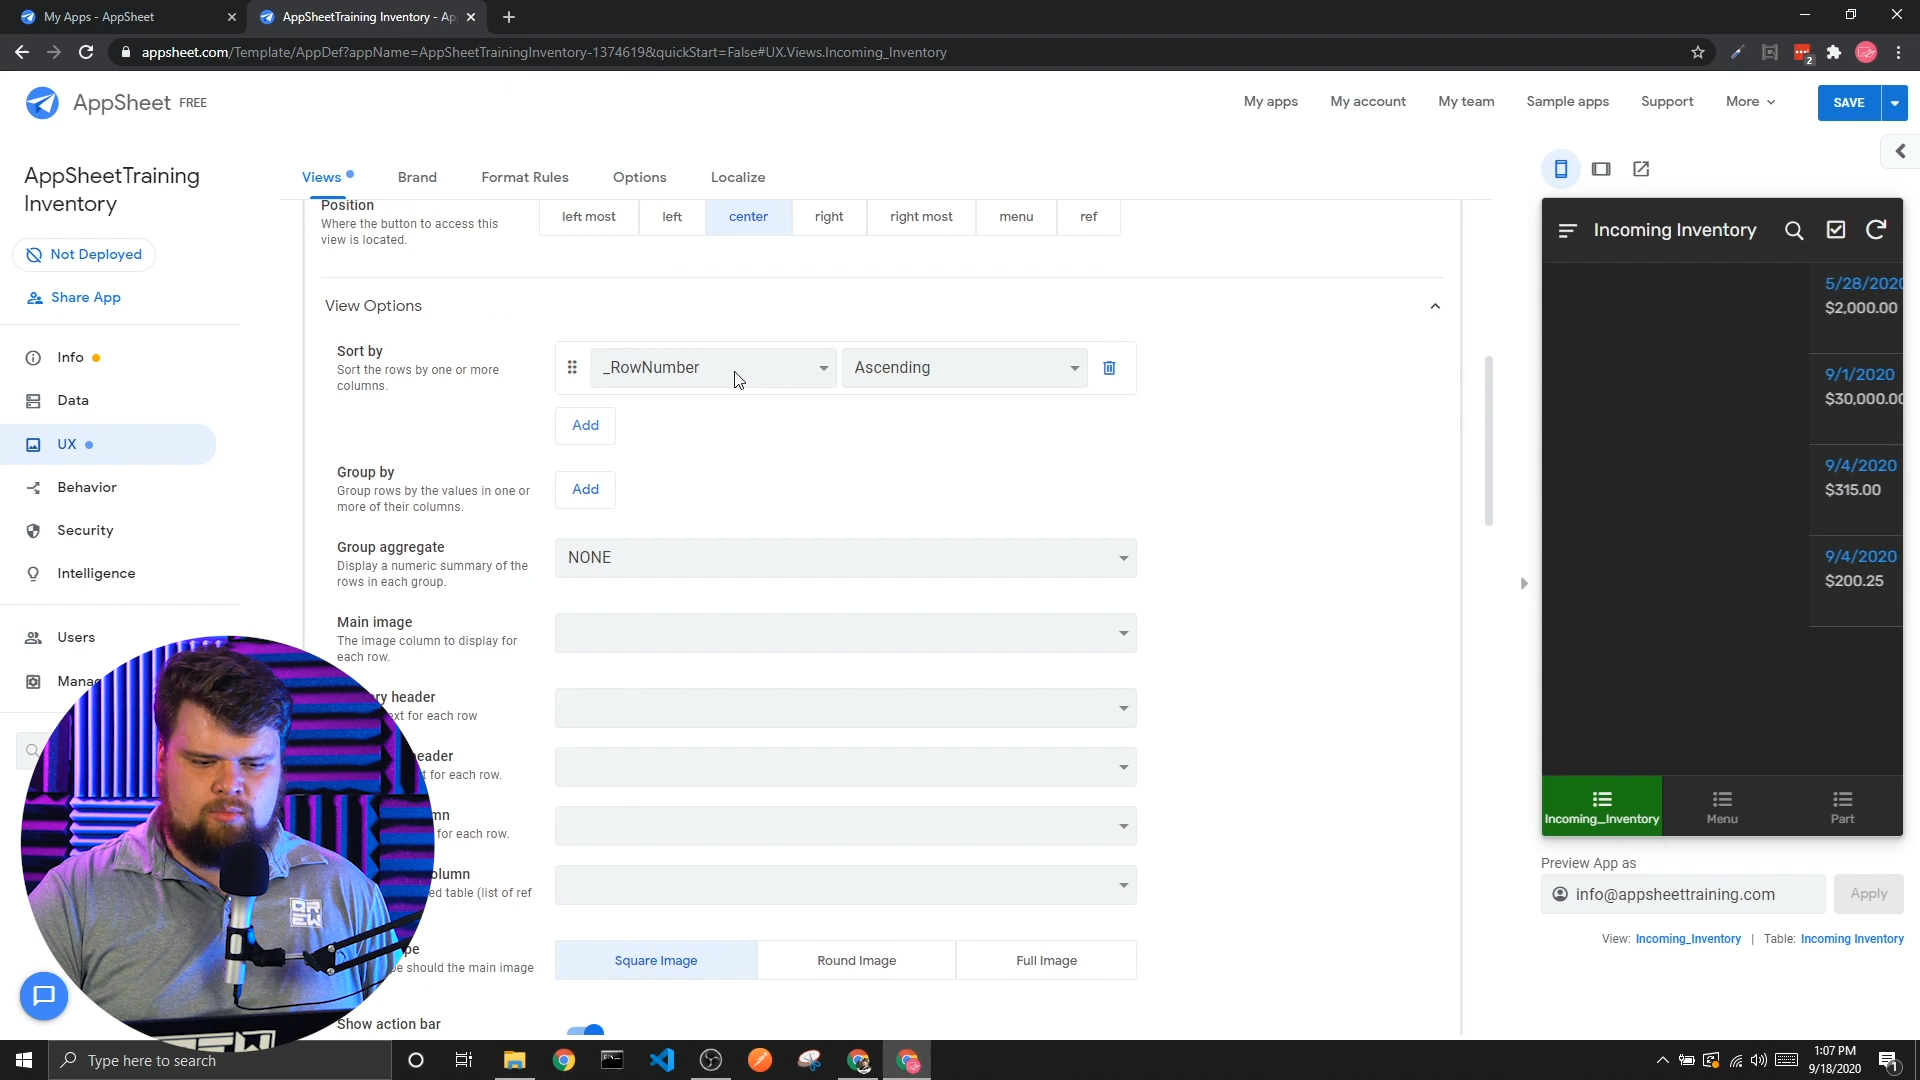 My Apps - AppSheet
AppSheetTraining Inventory - Ap
appsheet.com/Template/AppDef?appName=AppSheetTrainingInventory-1374619&quickStart=False#UX.Views.Incoming_Inventory
2
AppSheet FREE
My apps
My account
My team
Sample apps
Support
More
SAVE
AppSheetTraining
Inventory
Not Deployed
Share App
Info
Data
UX
Behavior
Security
Intelligence
Users
Views
Brand
Format Rules
Options
Localize
Position
Where the button to access this
view is located.
left most
left
center
right
right most
menu
ref
View Options
Sort by
Sort the rows by one or more
columns.
_RowNumber
Ascending
Add
Group by
Group rows by the values in one or
more of their columns.
Add
Group aggregate
Display a numeric summary of the
rows in each group.
NONE
Main image
The image column to display for
each row.
header
for each row
for each row.
for each row.
table (list of ref
should the main image
Square Image
Round Image
Full Image
Show action bar
Incoming Inventory
5/28/2020
$2,000.00
9/1/2020
$30,000.00
9/4/2020
$315.00
9/4/2020
$200.25
Incoming_Inventory
Menu
Part
Preview App as
info@appsheettraining.com
Apply
View: Incoming_Inventory | Table: Incoming Inventory
QREW
Type here to search
1:07 PM
9/18/2020
1